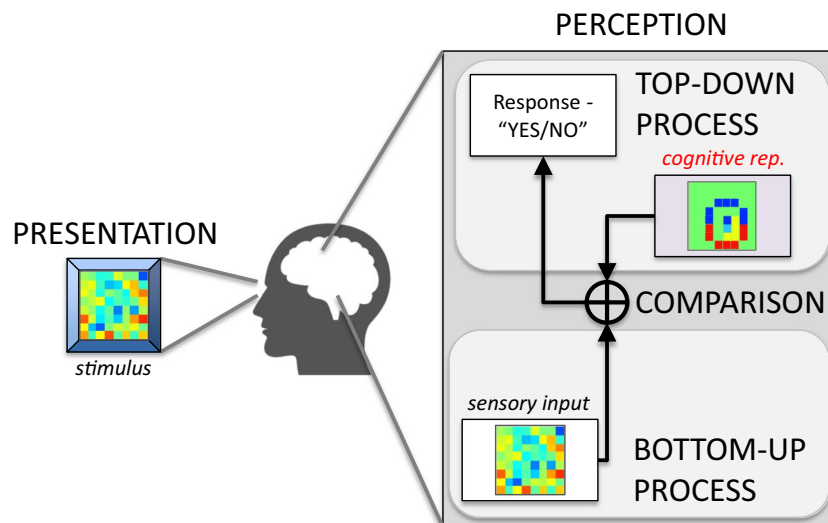 PERCEPTION
Response -
“YES/NO”
TOP-DOWN
PROCESS
cognitive rep.
PRESENTATION
stimulus
COMPARISON
sensory input
BOTTOM-UP
PROCESS